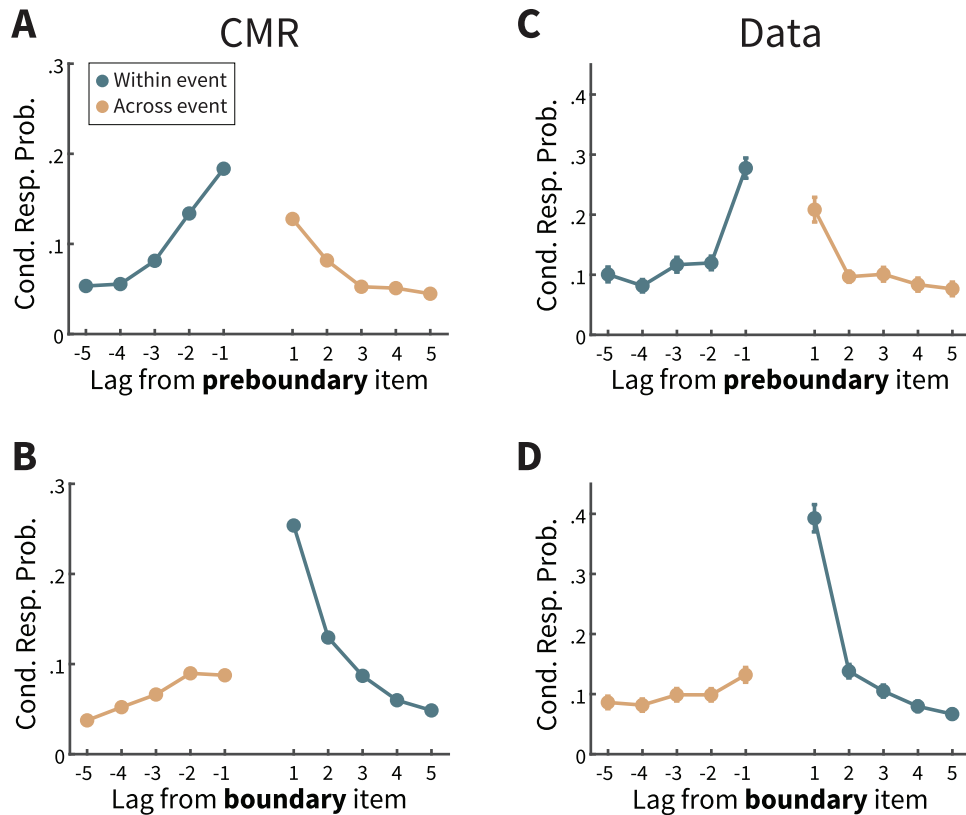 A
CMR
.3
.2
.1
0
Cond. Resp. Prob.
Within event
Across event
-5 -4 -3 -2 -1 1 2 3 4 5
Lag from preboundary item
C
Data
.4
.3
.2
.1
0
Cond. Resp. Prob.
-5 -4 -3 -2 -1 1 2 3 4 5
Lag from preboundary item
B
.3
.2
.1
0
Cond. Resp. Prob.
-5 -4 -3 -2 -1 1 2 3 4 5
Lag from boundary item
D
.4
.3
.2
.1
0
Cond. Resp. Prob.
-5 -4 -3 -2 -1 1 2 3 4 5
Lag from boundary item